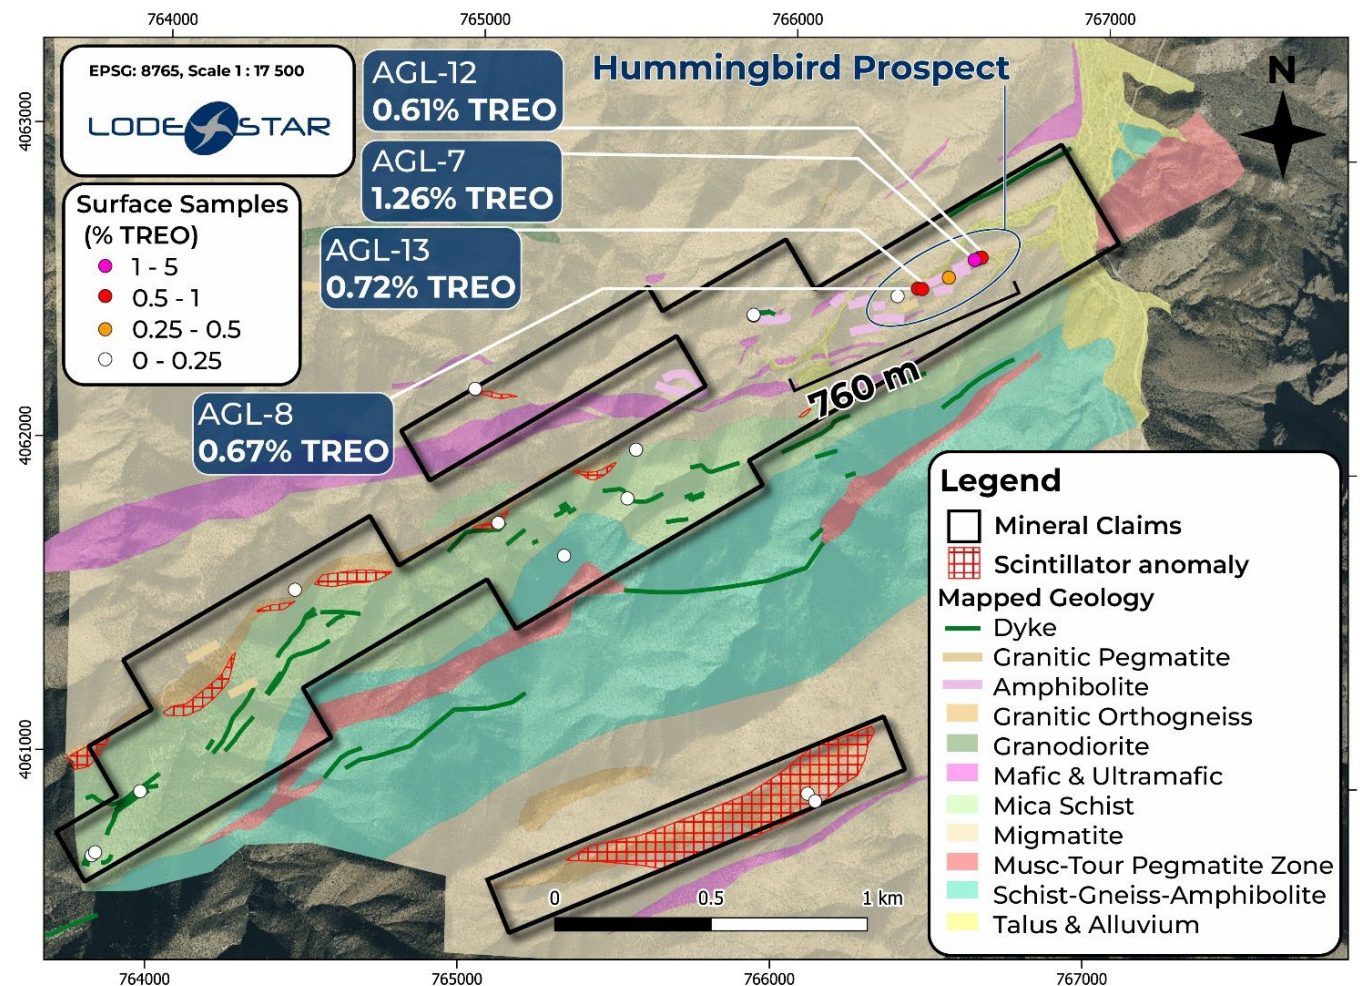 764000
765000
766000
767000
EPSG: 8765, Scale 1 : 17 500
LODE STAR
AGL-12
0.61% TREO
Hummingbird Prospect
N
4063000
AGL-7
1.26% TREO
Surface Samples
(% TREO)
1 - 5
0.5 - 1
0.25 - 0.5
0 - 0.25
AGL-13
0.72% TREO
760 m
AGL-8
0.67% TREO
4062000
4061000
Legend
Mineral Claims
Scintillator anomaly
Mapped Geology
Dyke
Granitic Pegmatite
Amphibolite
Granitic Orthogneiss
Granodiorite
Mafic & Ultramafic
Mica Schist
Migmatite
Musc-Tour Pegmatite Zone
Schist-Gneiss-Amphibolite
Talus & Alluvium
0 0.5 1 km
764000
765000
766000
767000